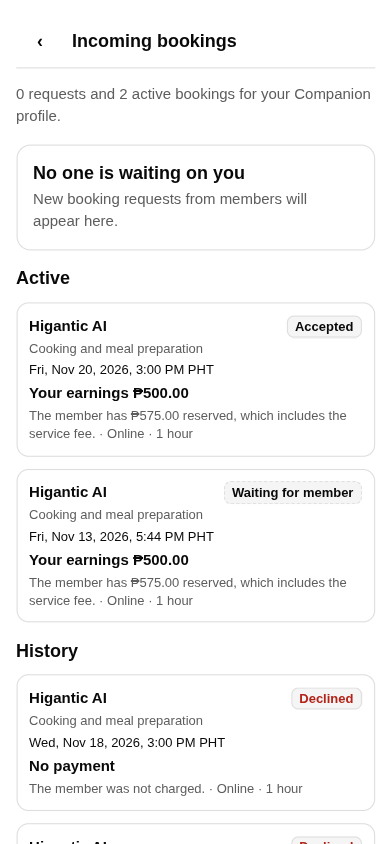 ‹ Incoming bookings
0 requests and 2 active bookings for your Companion
profile.
No one is waiting on you
New booking requests from members will
appear here.
Active
Higantic AI Accepted
Cooking and meal preparation
Fri, Nov 20, 2026, 3:00 PM PHT
Your earnings ₱500.00
The member has ₱575.00 reserved, which includes the
service fee. · Online · 1 hour
Higantic AI Waiting for member
Cooking and meal preparation
Fri, Nov 13, 2026, 5:44 PM PHT
Your earnings ₱500.00
The member has ₱575.00 reserved, which includes the
service fee. · Online · 1 hour
History
Higantic AI Declined
Cooking and meal preparation
Wed, Nov 18, 2026, 3:00 PM PHT
No payment
The member was not charged. · Online · 1 hour
Higantic AI Declined